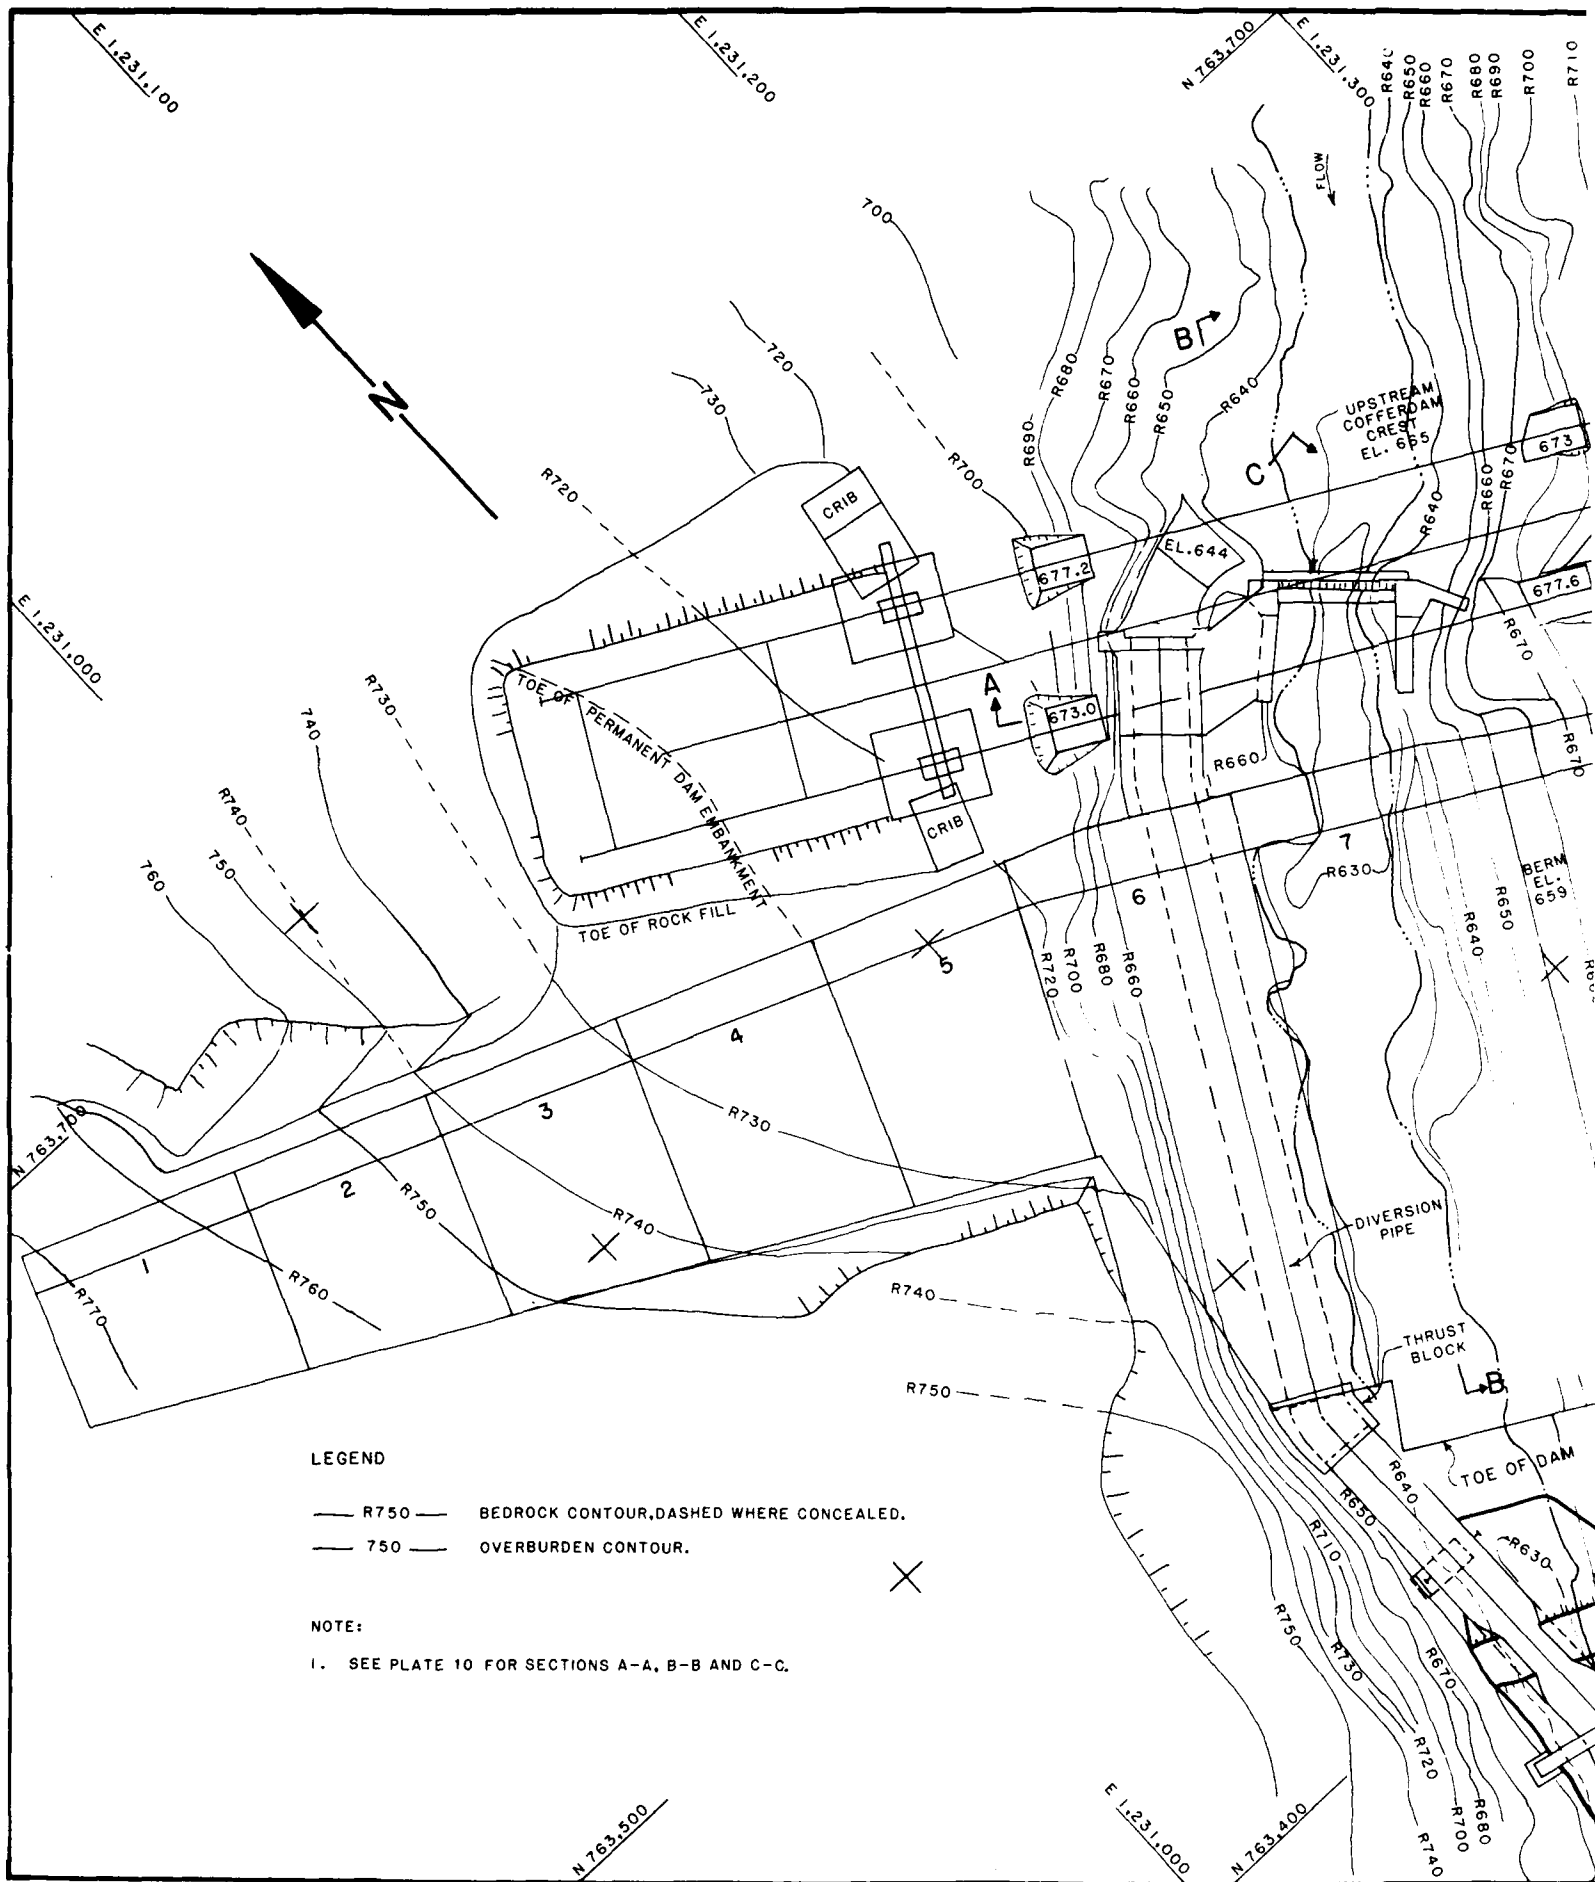 E 1,231,100
E 1,231,200
N 763,700
E 1,231,300
R640
R650
R660
R670
R680
R690
R700
R710
FLOW
700
720
730
R680
R670
R660
R650
R640
R690
R700
R720
B
C
UPSTREAM
COFFERDAM
CREST
EL. 665
673
R640
R660
R670
N
CRIB
677.2
EL.644
677.6
E 1,231,000
R730
740
TOE OF PERMANENT DAM EMBANKMENT
A
673.0
R670
R660
R670
R740
750
760
CRIB
TOE OF ROCK FILL
5
6
7
R630
BERM
EL.
659
R720
R700
R680
R660
R640
R650
4
3
2
1
N 763,700
R730
R750
R740
R760
R770
DIVERSION
PIPE
R740
R750
THRUST
BLOCK
B
TOE OF DAM
R640
R650
R630
R710
R750
R730
R670
R720
R700
R680
R740
LEGEND
R750 BEDROCK CONTOUR, DASHED WHERE CONCEALED.
750 OVERBURDEN CONTOUR.
NOTE:
1. SEE PLATE 10 FOR SECTIONS A-A, B-B AND C-C.
N 763,500
E 1,231,000
N 763,400